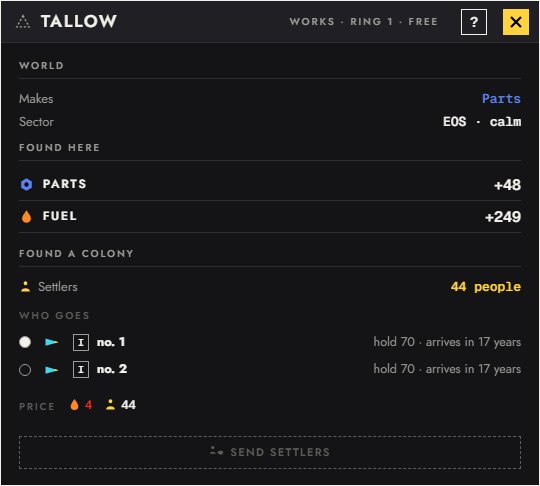 TALLOW WORKS · RING 1 · FREE ? ✕
WORLD
Makes Parts
Sector EOS · calm
FOUND HERE
PARTS +48
FUEL +249
FOUND A COLONY
Settlers 44 people
WHO GOES
I no. 1 hold 70 · arrives in 17 years
I no. 2 hold 70 · arrives in 17 years
PRICE 4 44
SEND SETTLERS